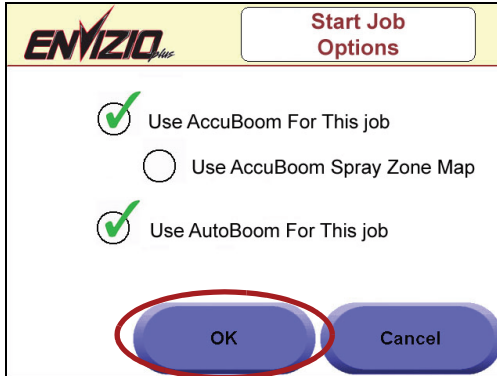 ENVIZIO plus
Start Job
Options
Use AccuBoom For This job
Use AccuBoom Spray Zone Map
Use AutoBoom For This job
OK
Cancel